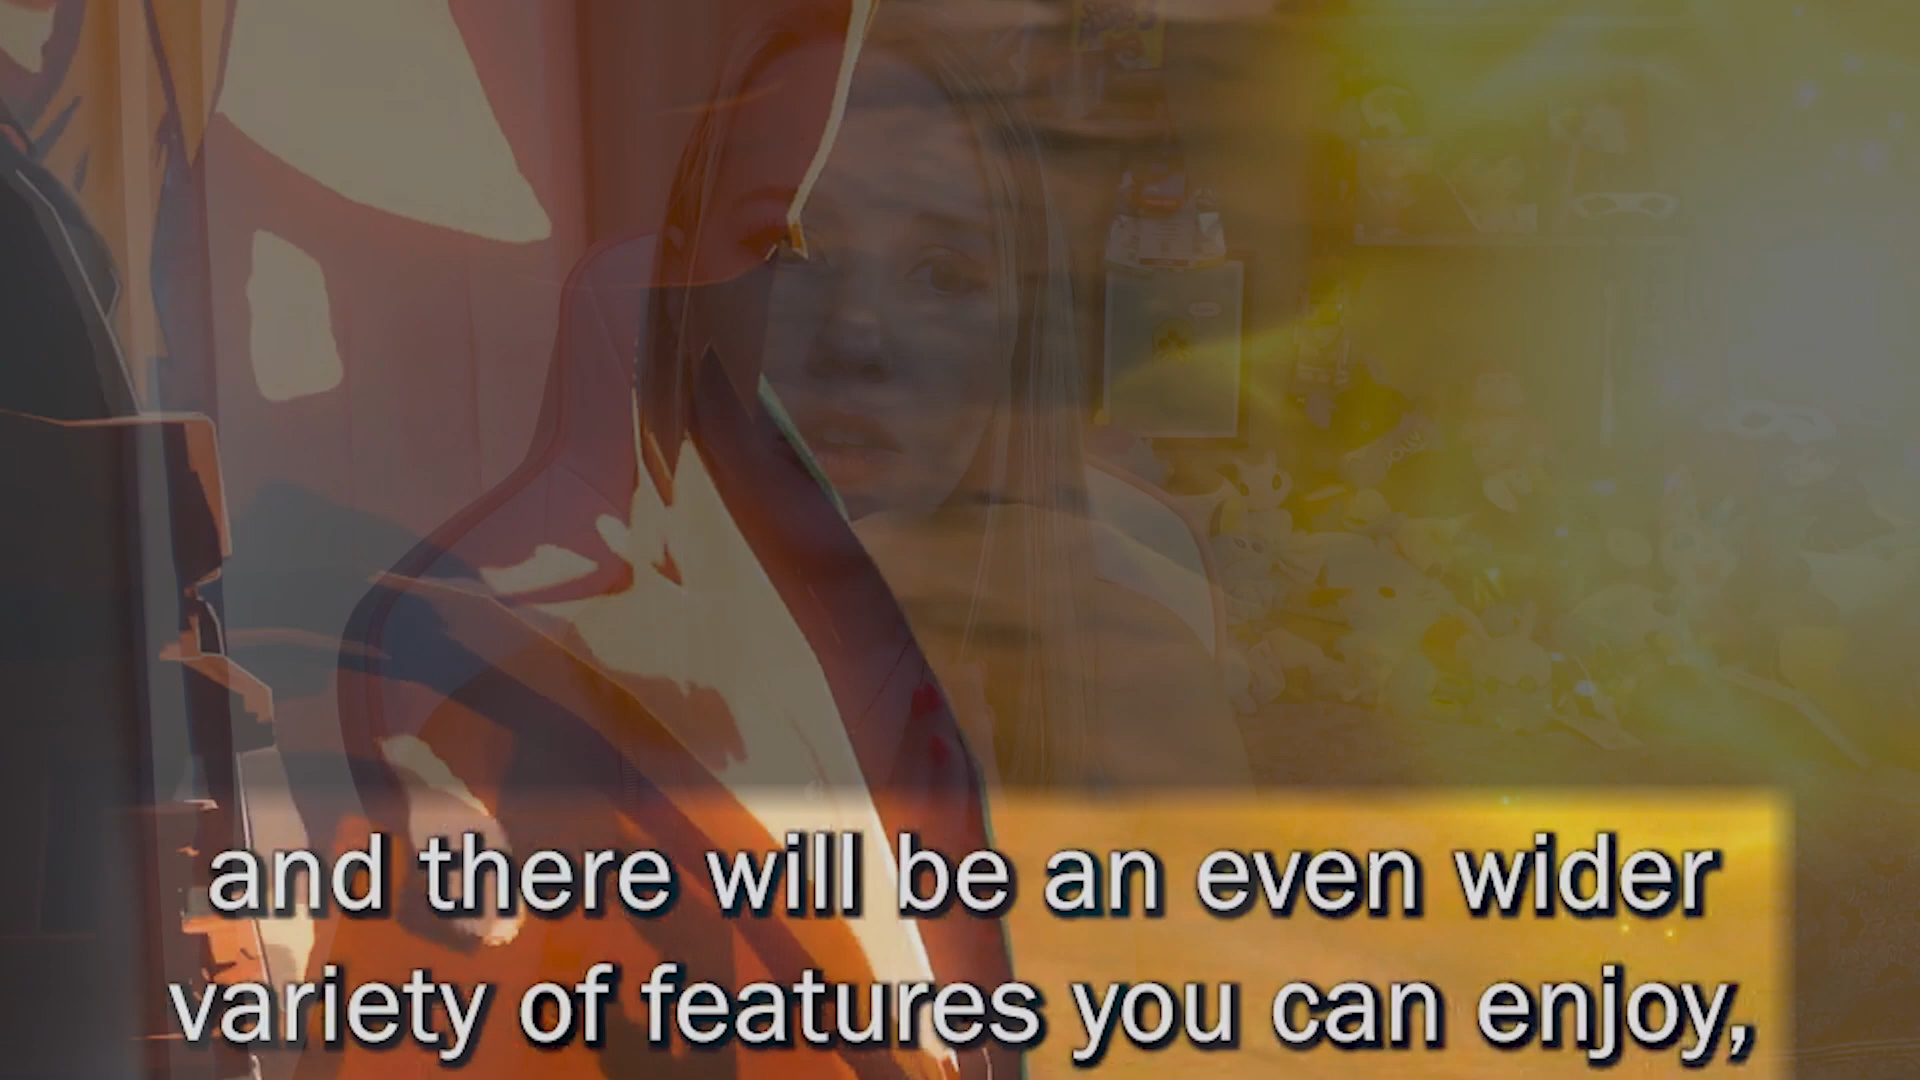 and there will be an even wider
variety of features you can enjoy,